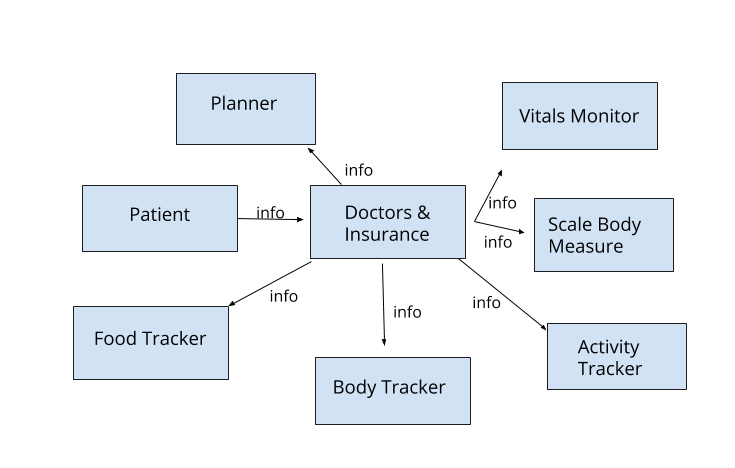 Planner
Vitals Monitor
info
Patient
info
Doctors &
Insurance
info
Scale Body
Measure
info
info
info
info
Food Tracker
Body Tracker
Activity
Tracker